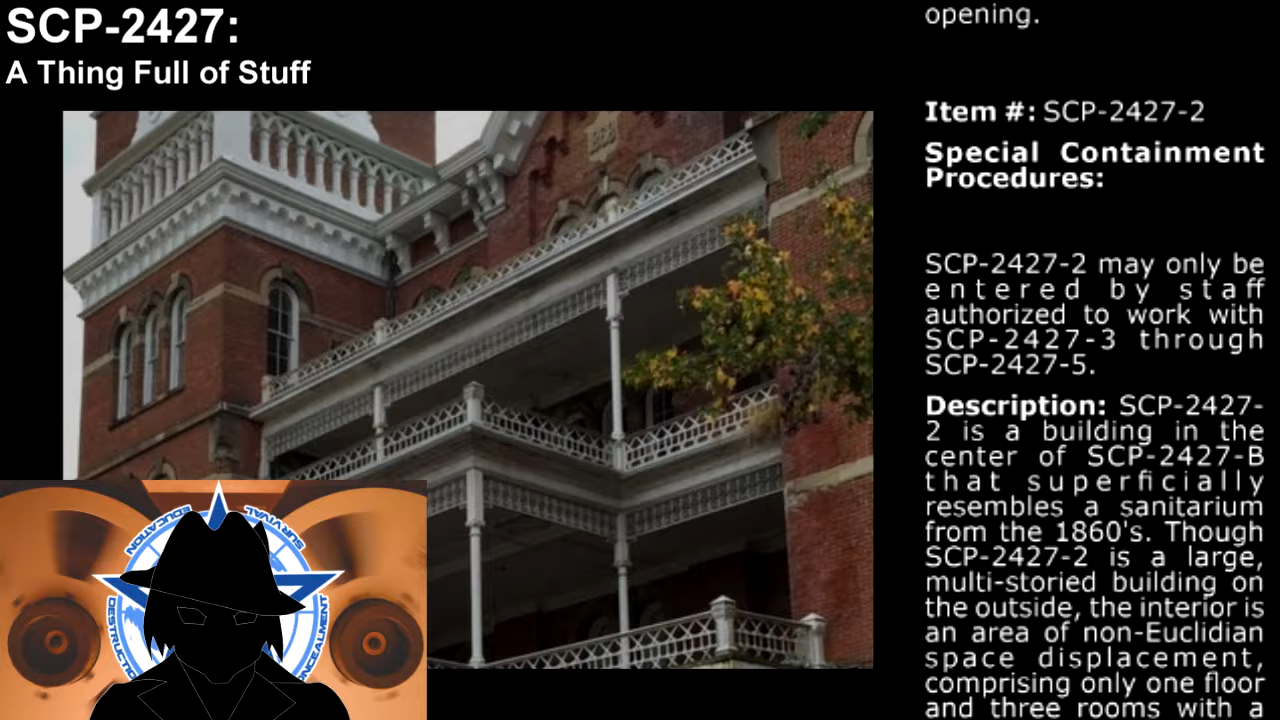 SCP-2427:
A Thing Full of Stuff
opening.
Item #: SCP-2427-2
Special Containment
Procedures:
SCP-2427-2 may only be
entered by staff
authorized to work with
SCP-2427-3 through
SCP-2427-5.
Description: SCP-2427-
2 is a building in the
center of SCP-2427-B
that superficially
resembles a sanitarium
from the 1860's. Though
SCP-2427-2 is a large,
multi-storied building on
the outside, the interior is
an area of non-Euclidian
space displacement,
comprising only one floor
and three rooms with a
EDUCATION
SURVIVAL